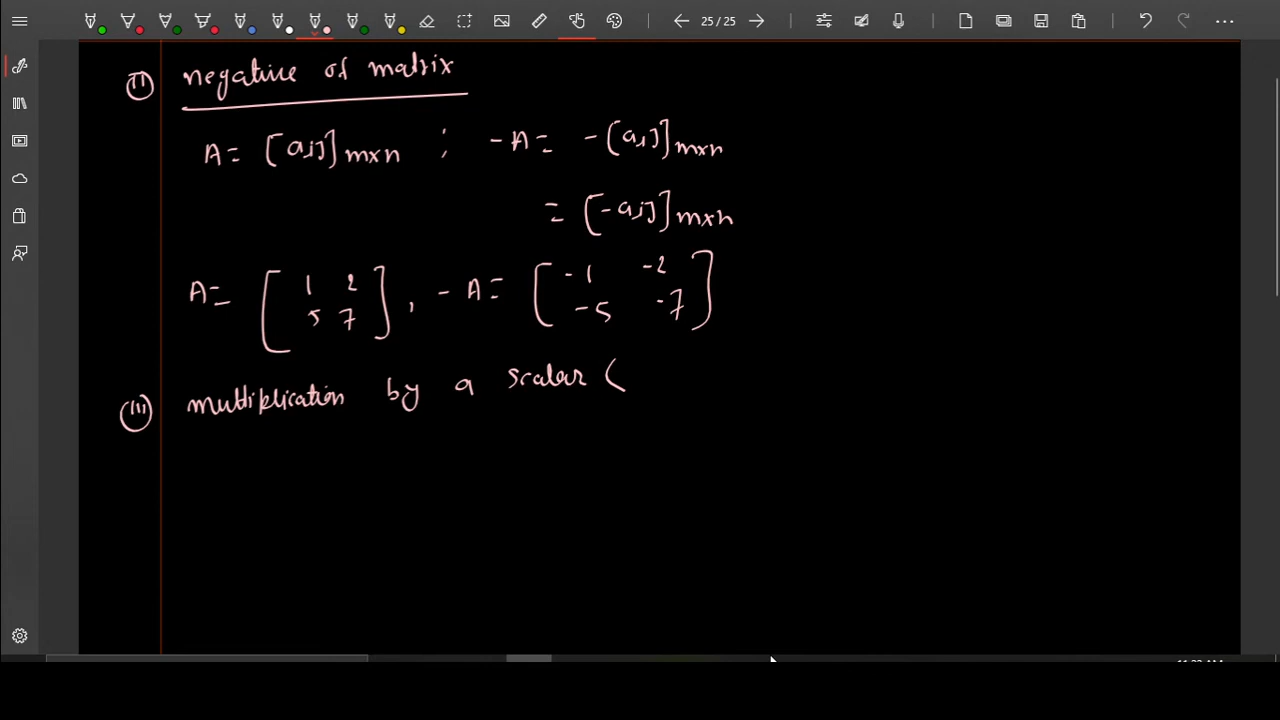 25 / 25
(ii) negative of matrix
A = [aij]m×n ; -A = -[aij]m×n
= [-aij]m×n
A = [1 2
5 7], -A = [-1 -2
-5 -7]
(iii) multiplication by a scalar (